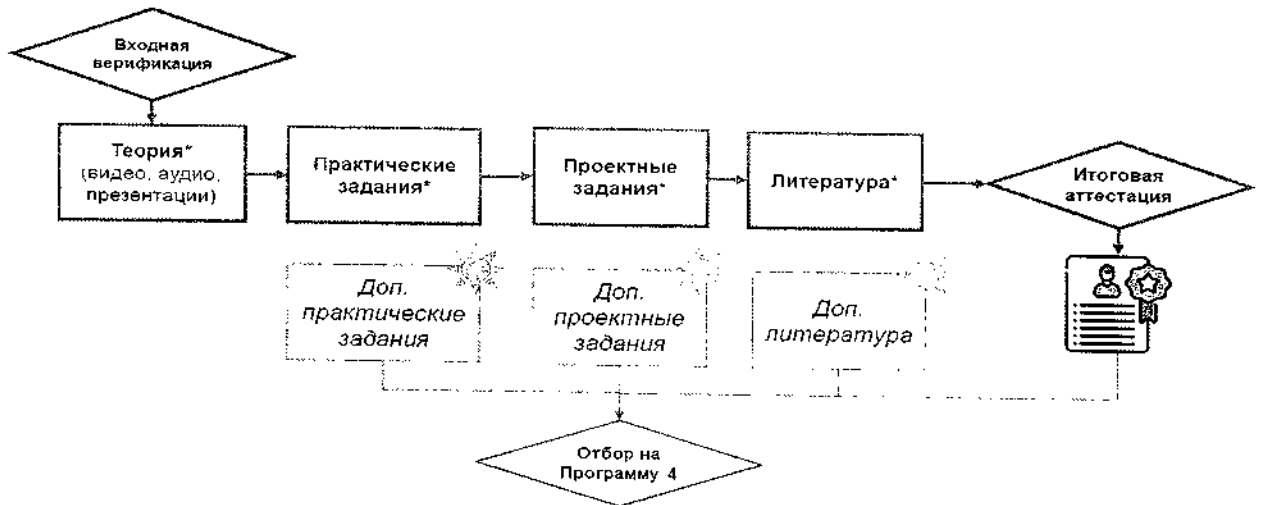 Входная
верификация
Теория*
(видео, аудио,
презентации)
Практические
задания*
Проектные
задания*
Литература*
Итоговая
аттестация
Доп.
практические
задания
Доп.
проектные
задания
Доп.
литература
Отбор на
Программу 4